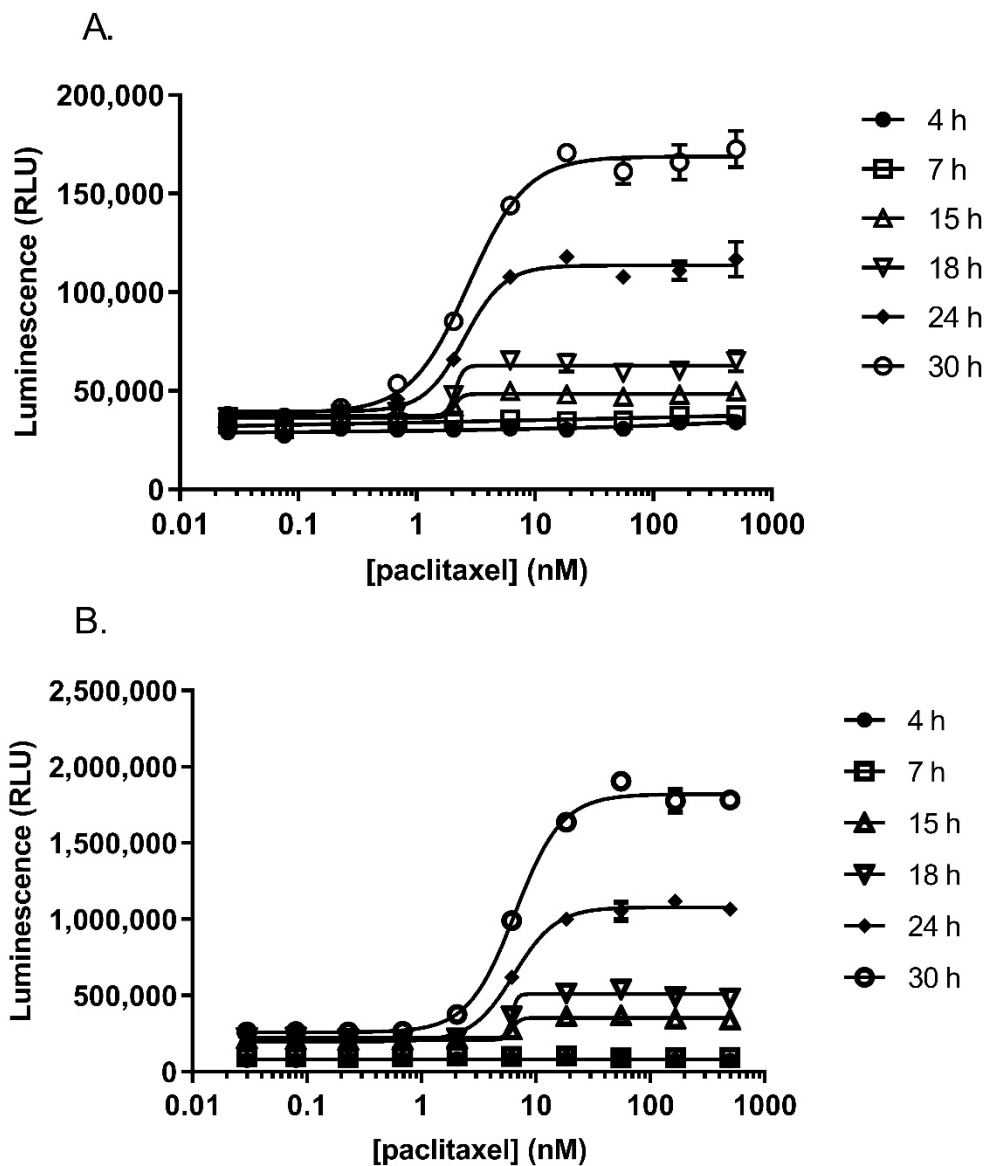 A.
Luminescence (RLU)
200,000
150,000
100,000
50,000
0
0.01 0.1 1 10 100 1000
[paclitaxel] (nM)
4 h
7 h
15 h
18 h
24 h
30 h
B.
Luminescence (RLU)
2,500,000
2,000,000
1,500,000
1,000,000
500,000
0
0.01 0.1 1 10 100 1000
[paclitaxel] (nM)
4 h
7 h
15 h
18 h
24 h
30 h